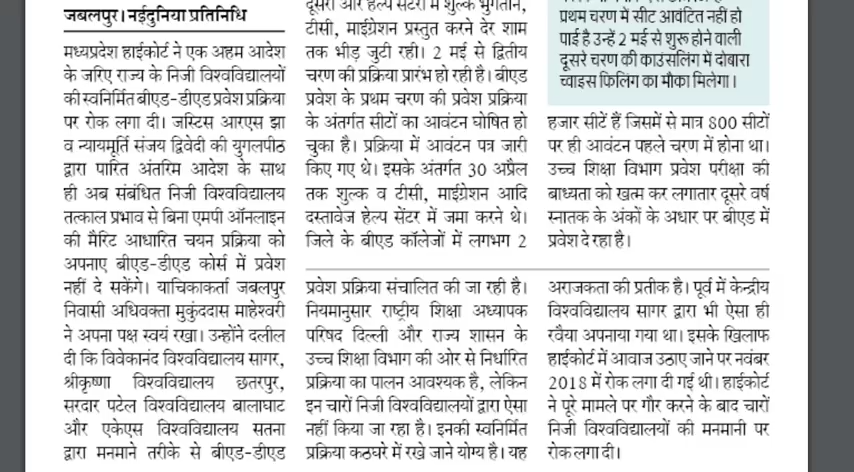 जबलपुर। नईदुनिया प्रतिनिधि
मध्यप्रदेश हाईकोर्ट ने एक अहम आदेश
के जरिए राज्य के निजी विश्वविद्यालयों
की स्वनिर्मित बीएड-डीएड प्रवेश प्रक्रिया
पर रोक लगा दी। जस्टिस आरएस झा
व न्यायमूर्ति संजय द्विवेदी की युगलपीठ
द्वारा पारित अंतरिम आदेश के साथ
ही अब संबंधित निजी विश्वविद्यालय
तत्काल प्रभाव से बिना एमपी ऑनलाइन
की मैरिट आधारित चयन प्रक्रिया को
अपनाए बीएड-डीएड कोर्स में प्रवेश
नहीं दे सकेंगे। याचिकाकर्ता जबलपुर
निवासी अधिवक्ता मुकुंददास माहेश्वरी
ने अपना पक्ष स्वयं रखा। उन्होंने दलील
दी कि विवेकानंद विश्वविद्यालय सागर,
श्रीकृष्णा विश्वविद्यालय छतरपुर,
सरदार पटेल विश्वविद्यालय बालाघाट
और एकेएस विश्वविद्यालय सतना
द्वारा मनमाने तरीके से बीएड-डीएड
प्रवेश प्रक्रिया संचालित की जा रही है।
नियमानुसार राष्ट्रीय शिक्षा अध्यापक
परिषद दिल्ली और राज्य शासन के
उच्च शिक्षा विभाग की ओर से निर्धारित
प्रक्रिया का पालन आवश्यक है, लेकिन
इन चारों निजी विश्वविद्यालयों द्वारा ऐसा
नहीं किया जा रहा है। इनकी स्वनिर्मित
प्रक्रिया कठघरे में रखे जाने योग्य है। यह
अराजकता की प्रतीक है। पूर्व में केन्द्रीय
विश्वविद्यालय सागर द्वारा भी ऐसा ही
रवैया अपनाया गया था। इसके खिलाफ
हाईकोर्ट में आवाज उठाए जाने पर नवंबर
2018 में रोक लगा दी गई थी। हाईकोर्ट
ने पूरे मामले पर गौर करने के बाद चारों
निजी विश्वविद्यालयों की मनमानी पर
रोक लगा दी।
दूसरी ओर हेल्प सेंटरों में शुल्क भुगतान,
टीसी, माईग्रेशन प्रस्तुत करने देर शाम
तक भीड़ जुटी रही। 2 मई से द्वितीय
चरण की प्रक्रिया प्रारंभ हो रही है। बीएड
प्रवेश के प्रथम चरण की प्रवेश प्रक्रिया
के अंतर्गत सीटों का आवंटन घोषित हो
चुका है। प्रक्रिया में आवंटन पत्र जारी
किए गए थे। इसके अंतर्गत 30 अप्रैल
तक शुल्क व टीसी, माईग्रेशन आदि
दस्तावेज हेल्प सेंटर में जमा करने थे।
जिले के बीएड कॉलेजों में लगभग 2
हजार सीटें हैं जिसमें से मात्र 800 सीटों
पर ही आवंटन पहले चरण में होना था।
उच्च शिक्षा विभाग प्रवेश परीक्षा की
बाध्यता को खत्म कर लगातार दूसरे वर्ष
स्नातक के अंकों के अधार पर बीएड में
प्रवेश दे रहा है।
प्रथम चरण में सीट आवंटित नहीं हो
पाई है उन्हें 2 मई से शुरू होने वाली
दूसरे चरण की काउंसलिंग में दोबारा
च्वाइस फिलिंग का मौका मिलेगा।